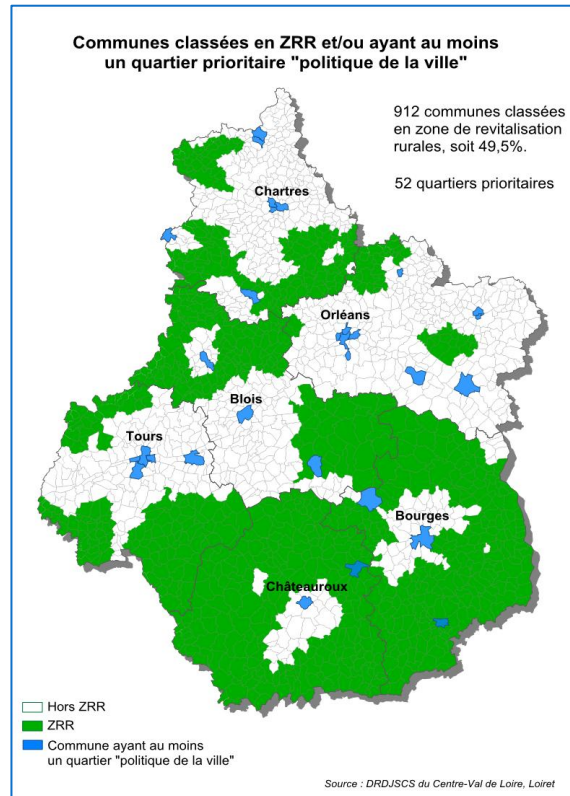 Communes classées en ZRR et/ou ayant au moins
un quartier prioritaire "politique de la ville"
912 communes classées
en zone de revitalisation
rurales, soit 49,5%.
52 quartiers prioritaires
Chartres
Orléans
Blois
Tours
Bourges
Châteauroux
Hors ZRR
ZRR
Commune ayant au moins
un quartier "politique de la ville"
Source : DRDJSCS du Centre-Val de Loire, Loiret